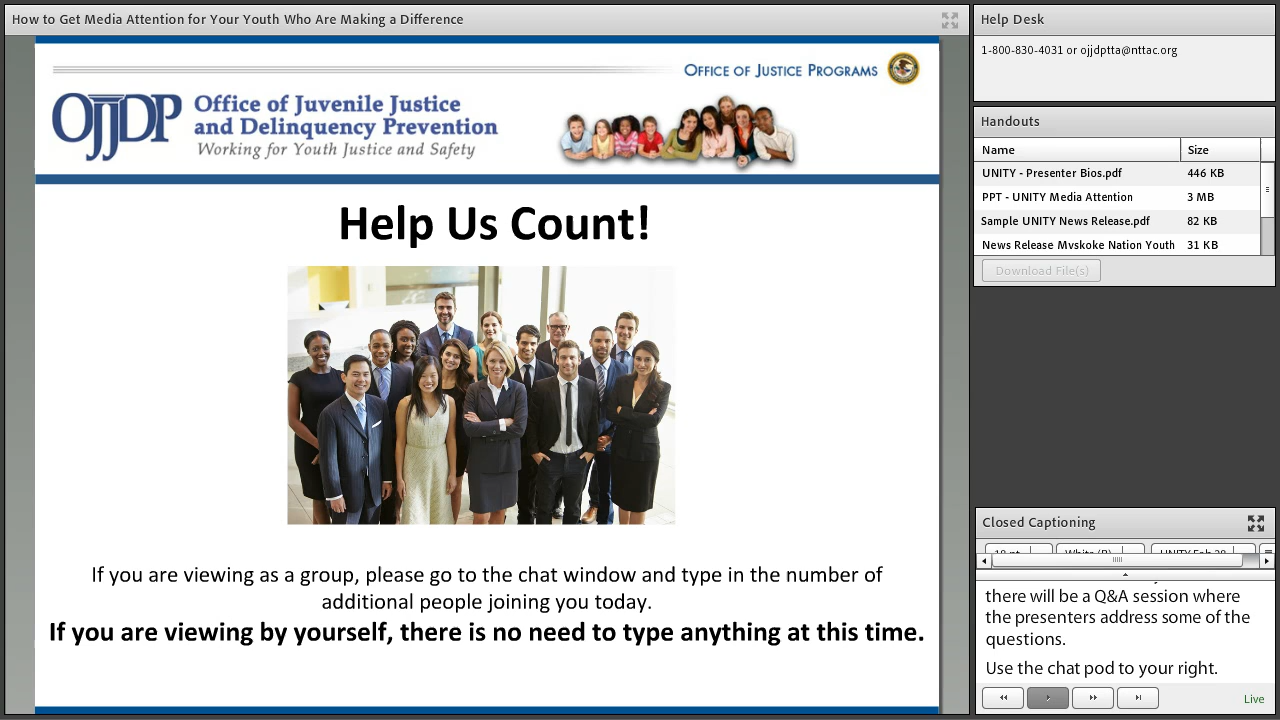 How to Get Media Attention for Your Youth Who Are Making a Difference
OFFICE OF JUSTICE PROGRAMS
OJJDP
Office of Juvenile Justice
and Delinquency Prevention
Working for Youth Justice and Safety
Help Us Count!
If you are viewing as a group, please go to the chat window and type in the number of
additional people joining you today.
If you are viewing by yourself, there is no need to type anything at this time.
Help Desk
1-800-830-4031 or ojjdptta@nttac.org
Handouts
Name Size
UNITY - Presenter Bios.pdf 446 KB
PPT - UNITY Media Attention 3 MB
Sample UNITY News Release.pdf 82 KB
News Release Mvskoke Nation Youth 31 KB
Download File(s)
Closed Captioning
there will be a Q&A session where
the presenters address some of the
questions.
Use the chat pod to your right.
Live